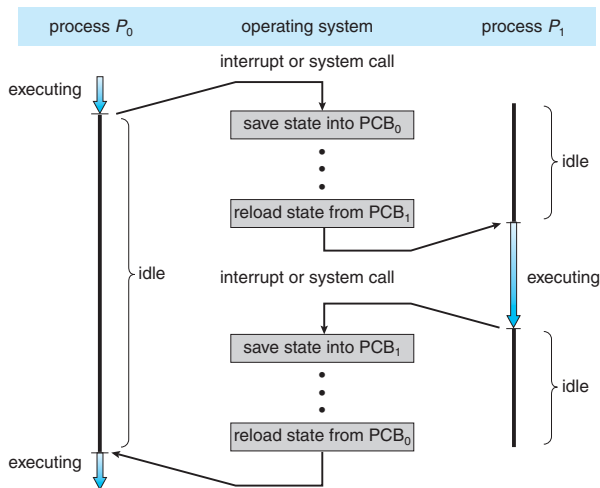 process P₀ operating system process P₁
interrupt or system call
executing
save state into PCB₀
idle
reload state from PCB₁
idle
interrupt or system call
executing
save state into PCB₁
idle
reload state from PCB₀
executing